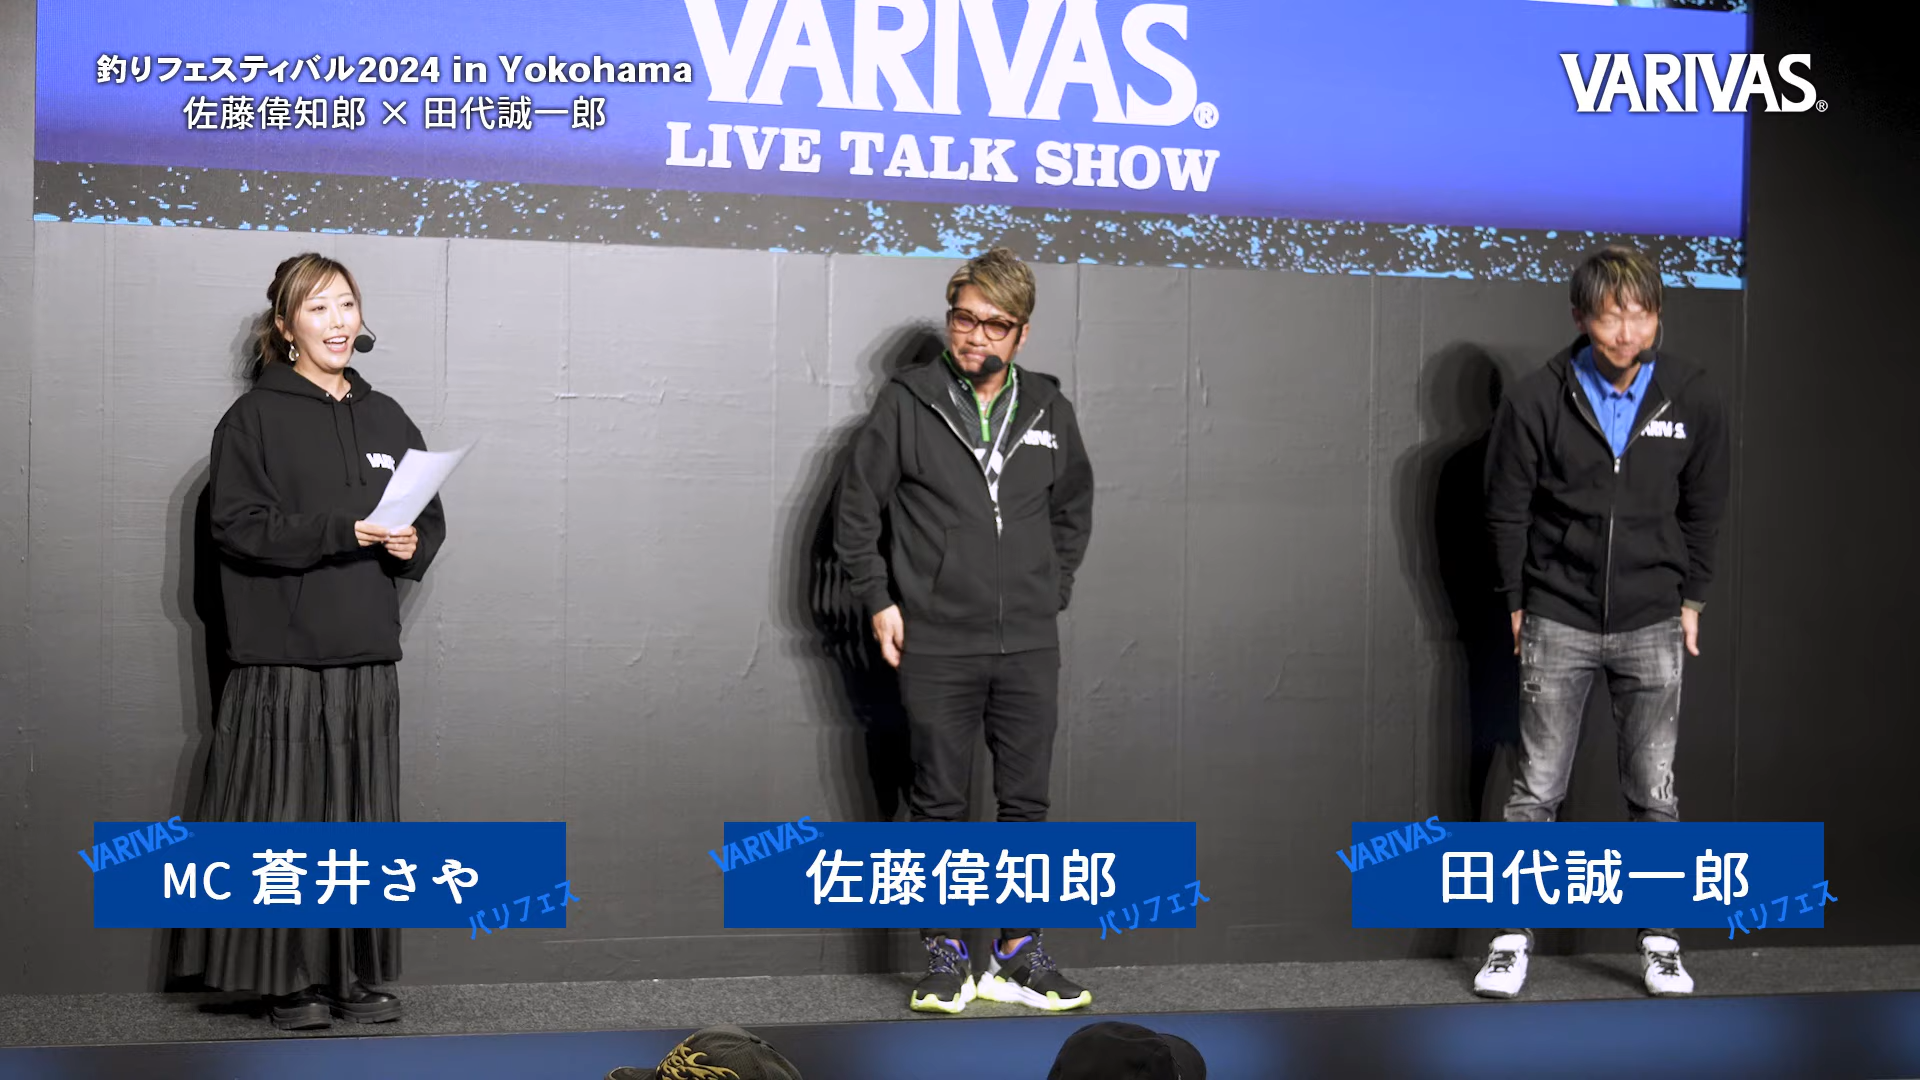 VARIVAS®
LIVE TALK SHOW
釣りフェスティバル2024 in Yokohama
佐藤偉知郎 × 田代誠一郎
VARIVAS®
VARIVAS
VARIVAS®
MC 蒼井さや
バリフェス
VARIVAS®
佐藤偉知郎
バリフェス
VARIVAS®
田代誠一郎
バリフェス